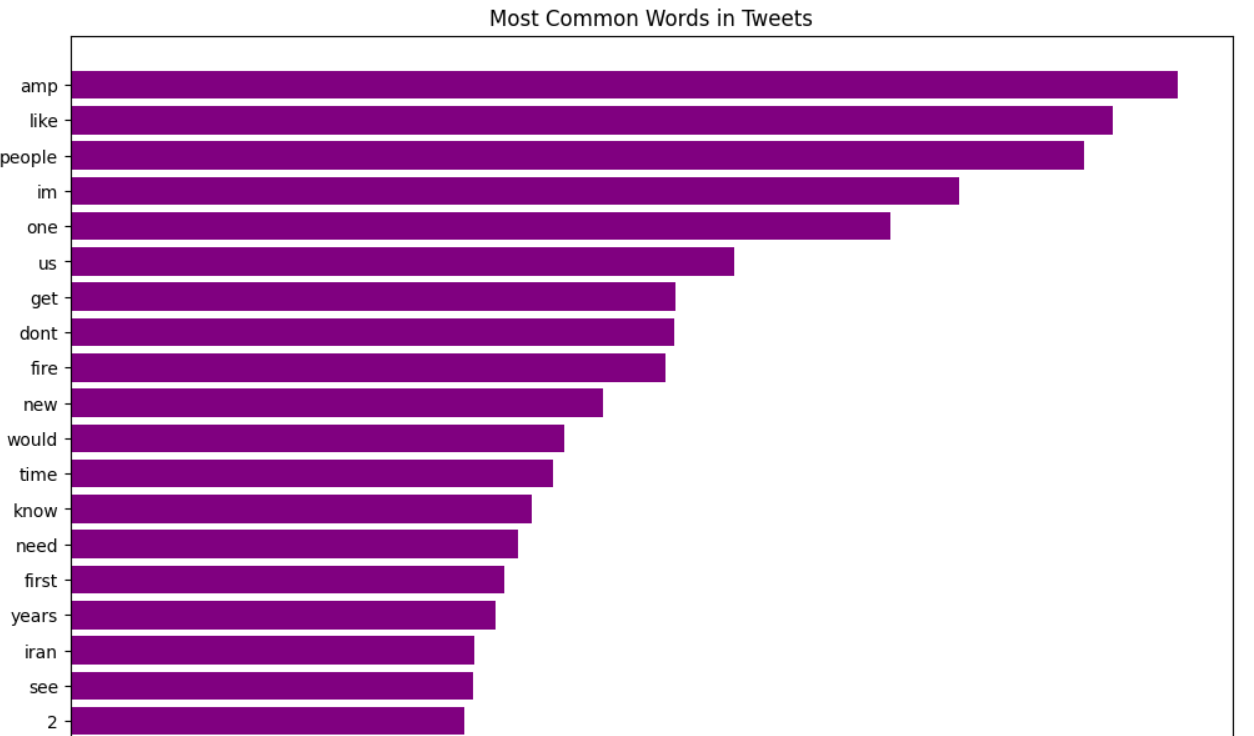 Most Common Words in Tweets
amp
like
people
im
one
us
get
dont
fire
new
would
time
know
need
first
years
iran
see
2